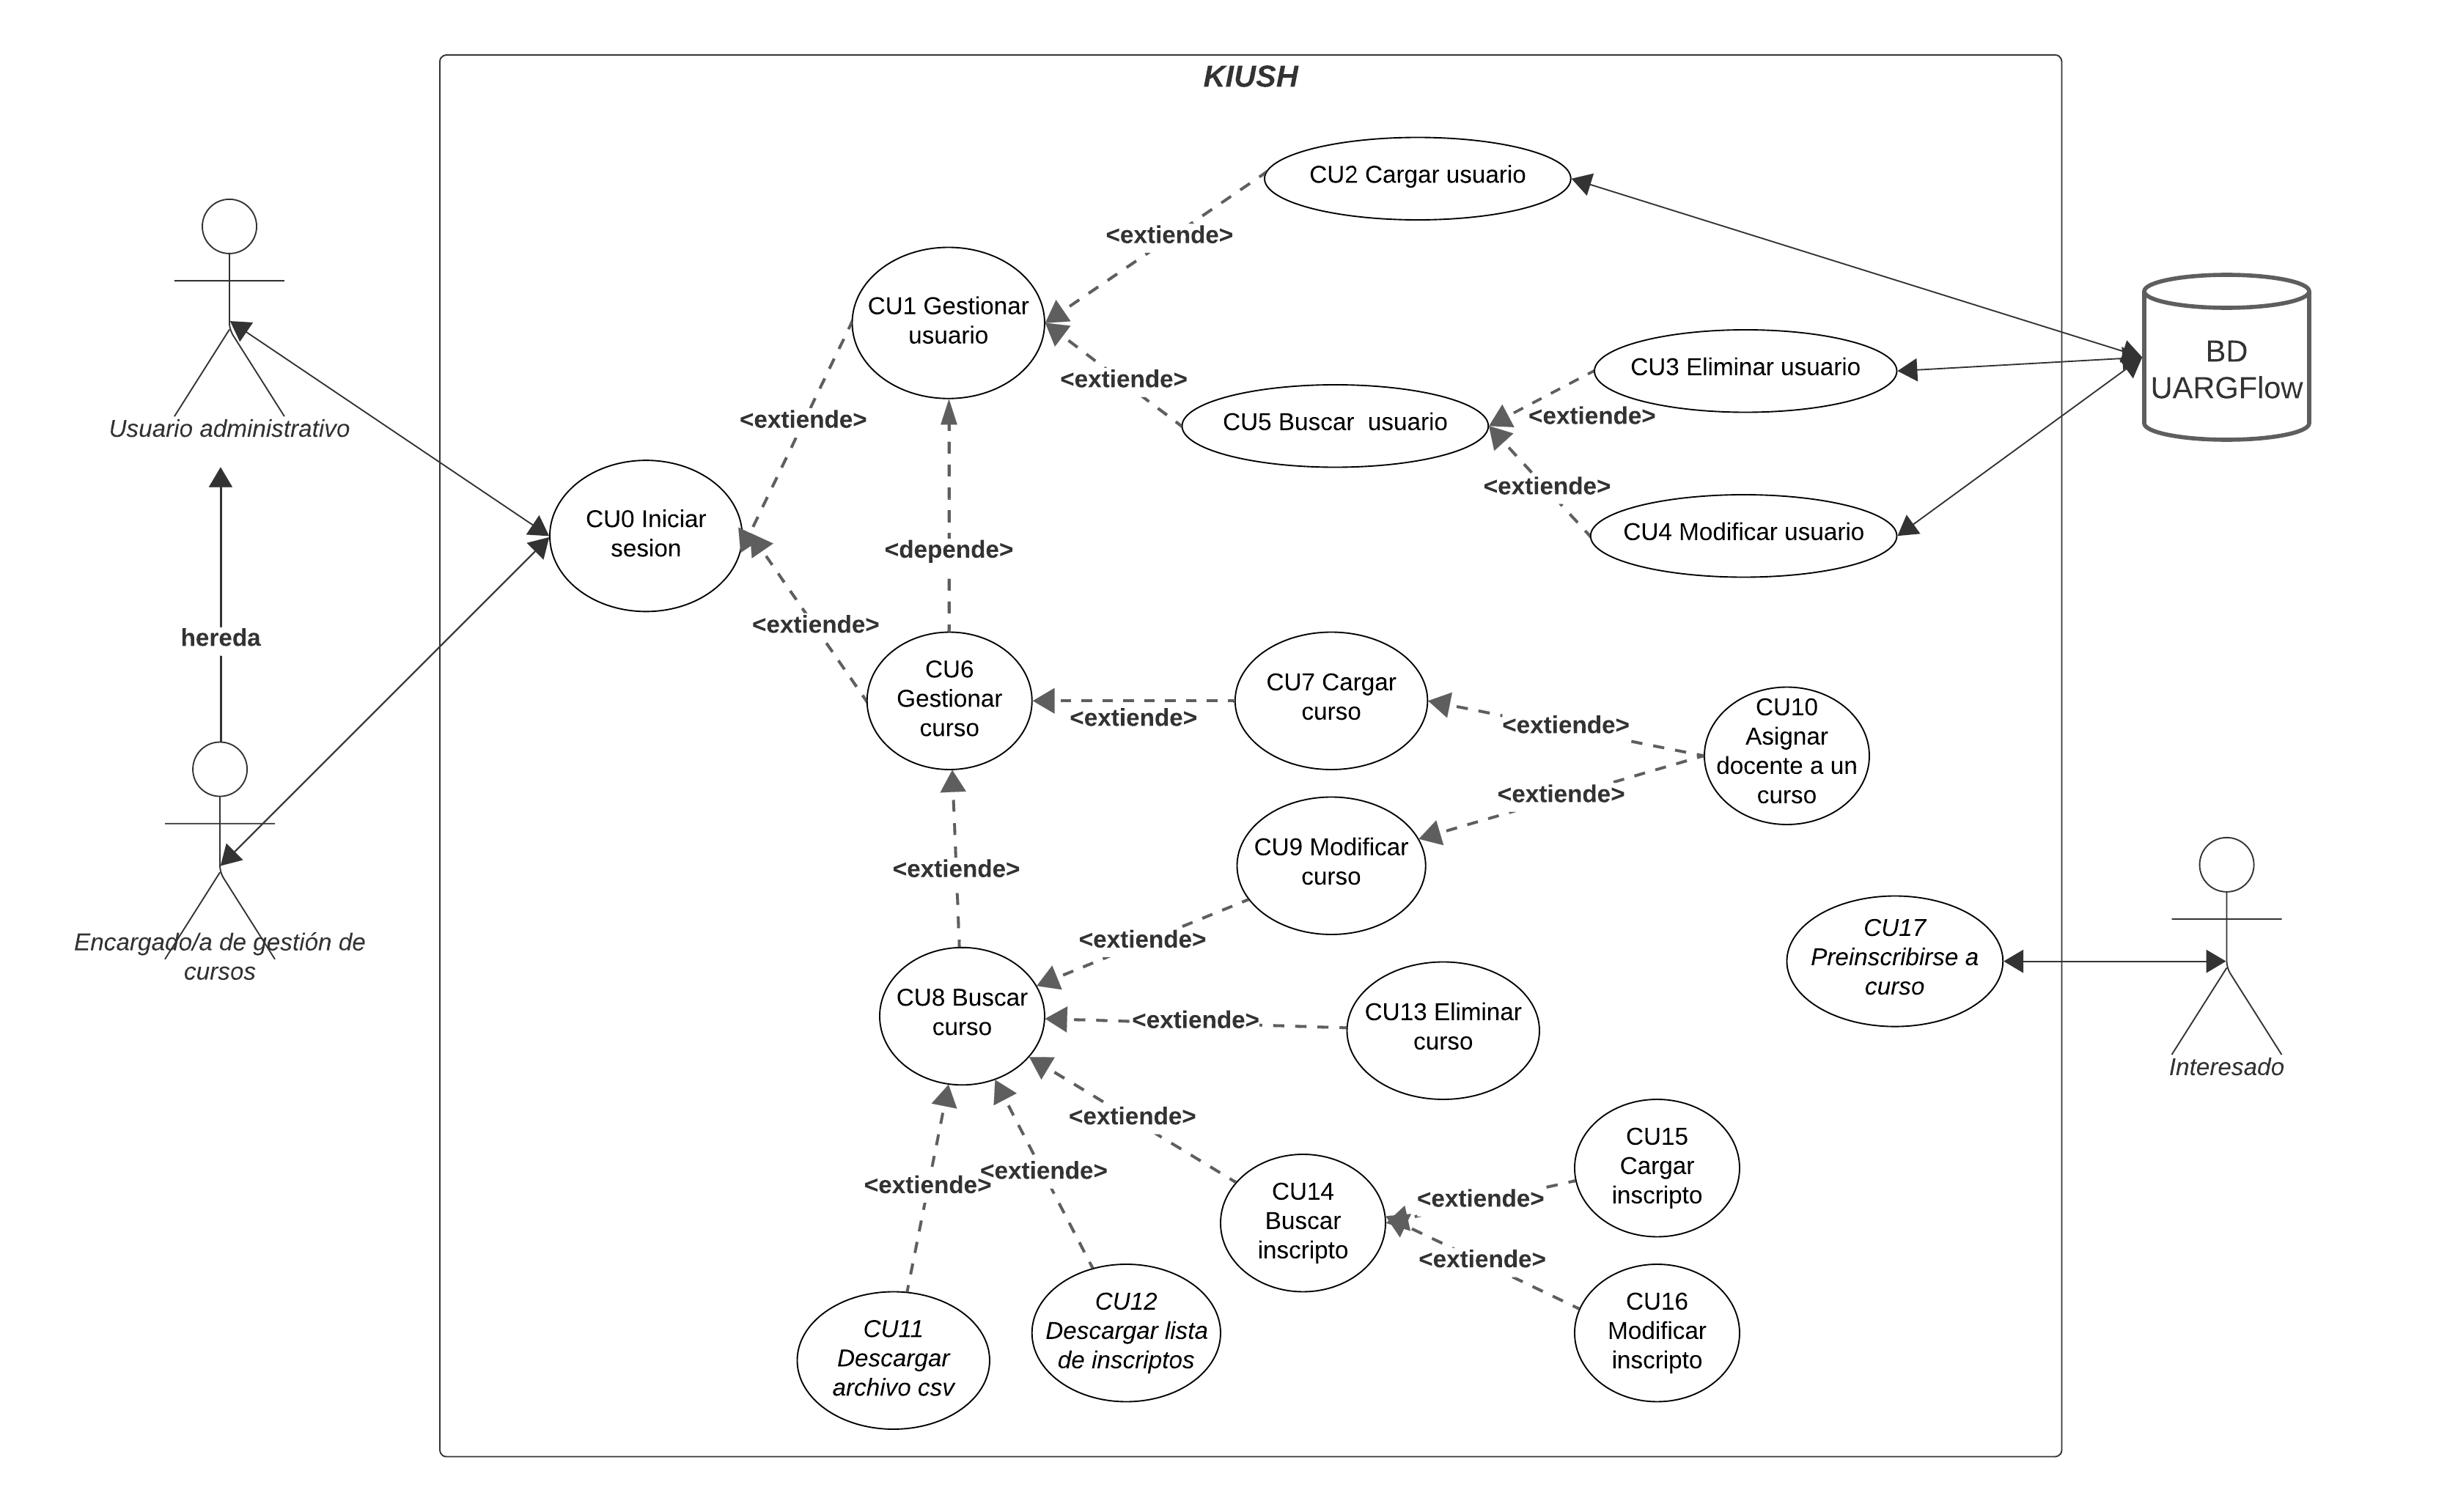 KIUSH
CU2 Cargar usuario
<extiende>
CU1 Gestionar
usuario
BD
UARGFlow
CU3 Eliminar usuario
<extiende>
<extiende>
CU5 Buscar  usuario
<extiende>
Usuario administrativo
<extiende>
CU4 Modificar usuario
CU0 Iniciar
sesion
<depende>
hereda
<extiende>
CU6
Gestionar
curso
CU7 Cargar
curso
<extiende>
<extiende>
CU10
Asignar
docente a un
curso
<extiende>
CU9 Modificar
curso
<extiende>
<extiende>
Encargado/a de gestión de
cursos
CU17
Preinscribirse a
curso
CU8 Buscar
curso
<extiende>
CU13 Eliminar
curso
Interesado
<extiende>
<extiende>
<extiende>
CU14
Buscar
inscripto
<extiende>
CU15
Cargar
inscripto
<extiende>
CU16
Modificar
inscripto
CU12
Descargar lista
de inscriptos
CU11
Descargar
archivo csv